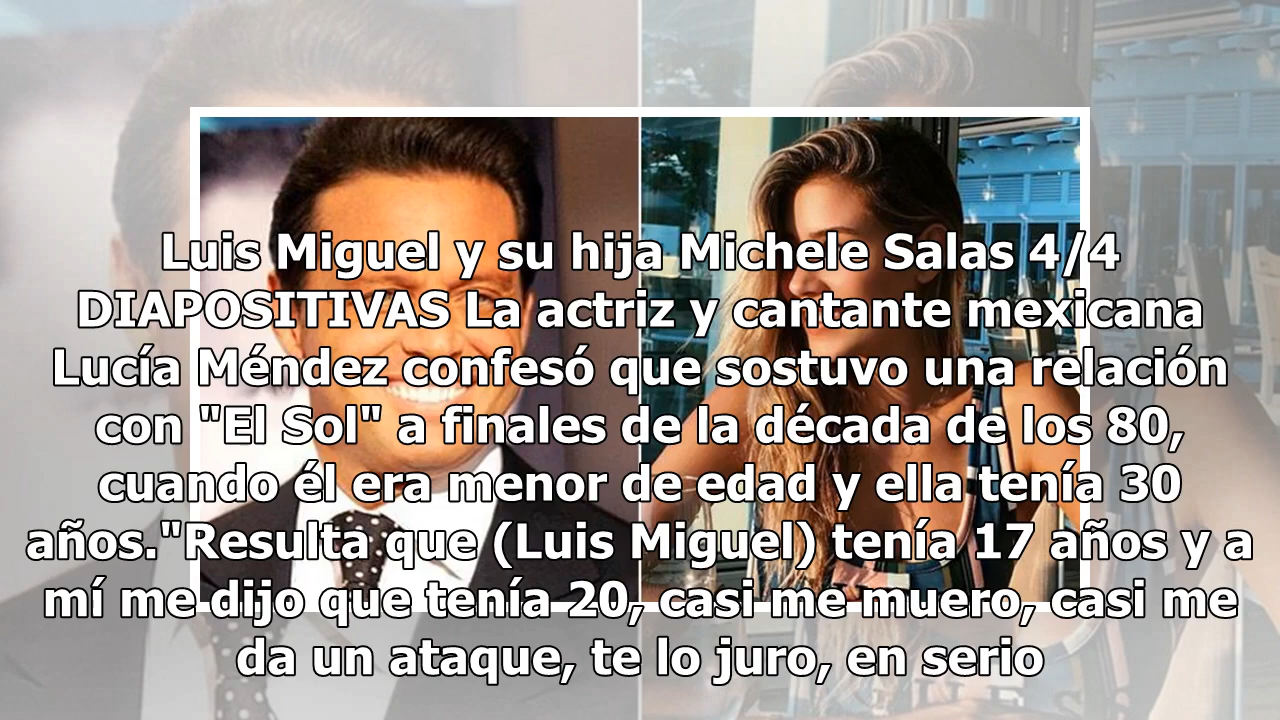 Luis Miguel y su hija Michele Salas 4/4
DIAPOSITIVAS La actriz y cantante mexicana
Lucía Méndez confesó que sostuvo una relación
con "El Sol" a finales de la década de los 80,
cuando él era menor de edad y ella tenía 30
años."Resulta que (Luis Miguel) tenía 17 años y a
mí me dijo que tenía 20, casi me muero, casi me
da un ataque, te lo juro, en serio